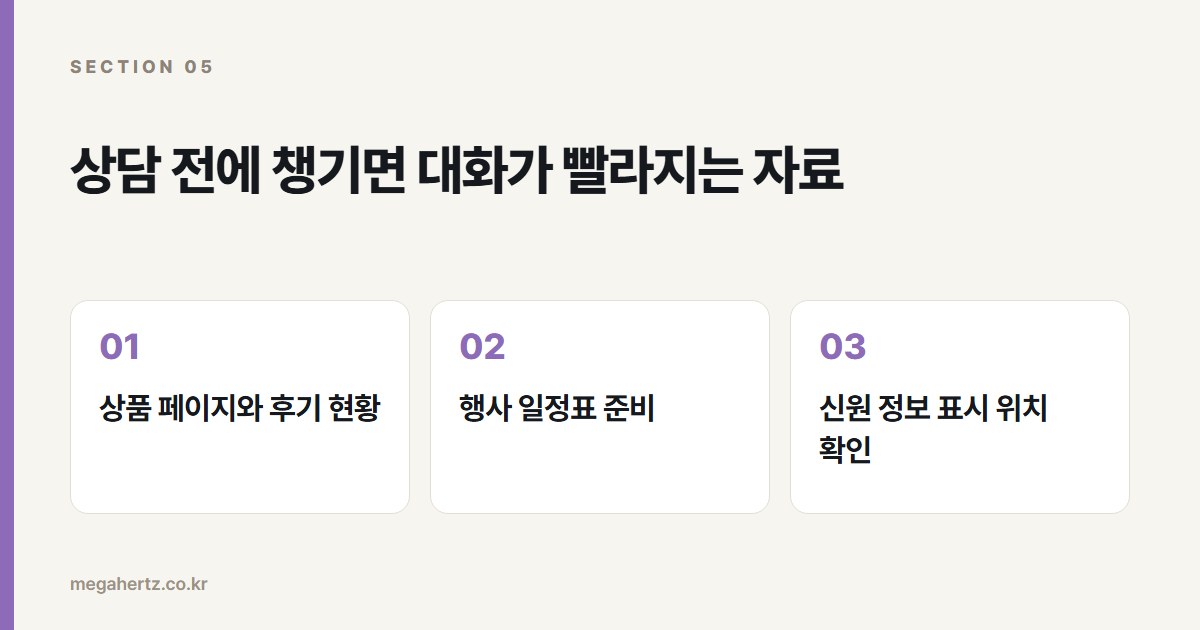 SECTION 05
상담 전에 챙기면 대화가 빨라지는 자료
01
상품 페이지와 후기 현황
02
행사 일정표 준비
03
신원 정보 표시 위치
확인
megahertz.co.kr